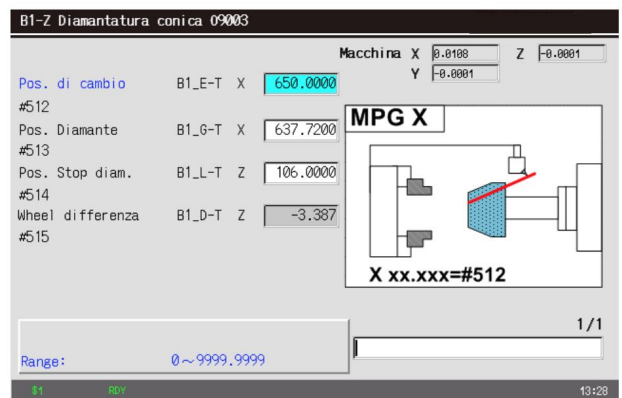 B1-Z Diamantatura conica O9003
Macchina X 0.0108 Z -0.0001
Y -0.0001
Pos. di cambio B1_E-T X 650.0000
#512
Pos. Diamante B1_G-T X 637.7200
#513
Pos. Stop diam. B1_L-T Z 106.0000
#514
Wheel differenza B1_D-T Z -3.387
#515
MPG X
X xx.xxx=#512
1/1
Range: 0～9999.9999
$1 RDY 13:28